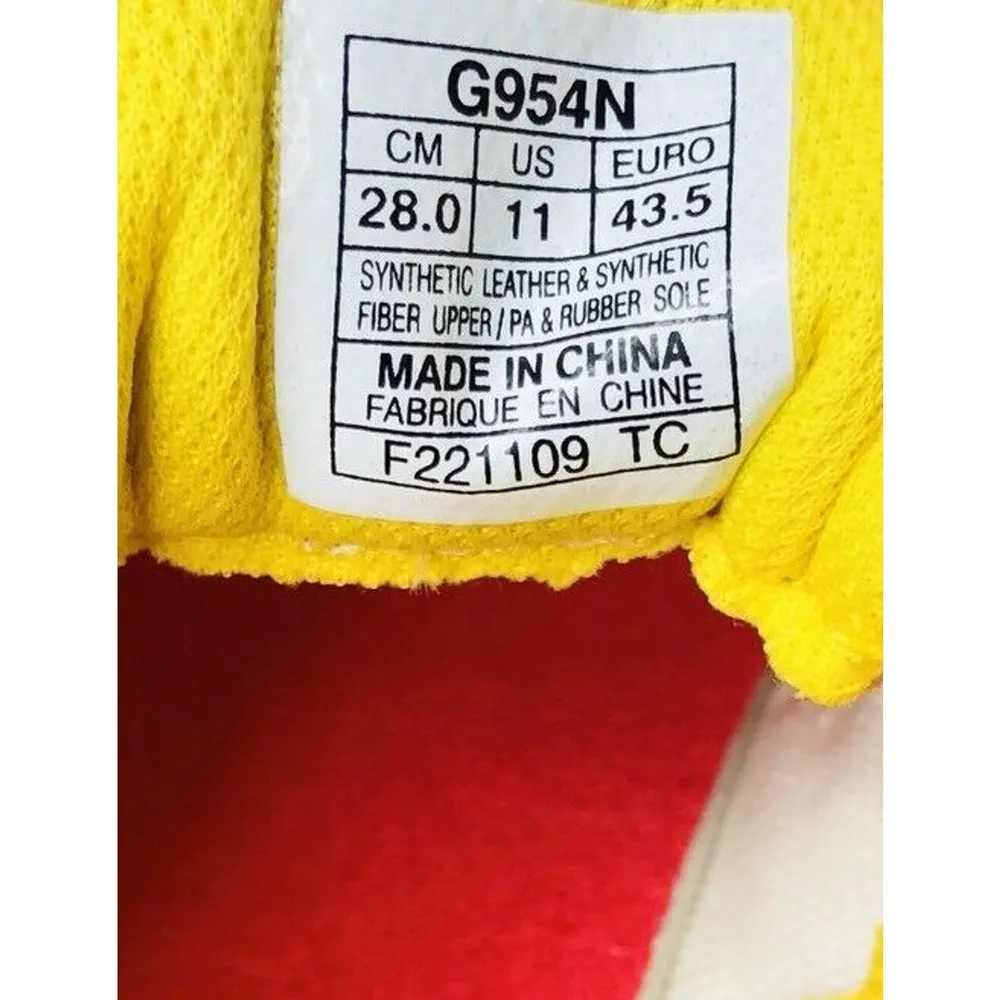 G954N
CM US EURO
28.0 11 43.5
SYNTHETIC LEATHER & SYNTHETIC
FIBER UPPER / PA & RUBBER SOLE
MADE IN CHINA
FABRIQUE EN CHINE
F221109 TC